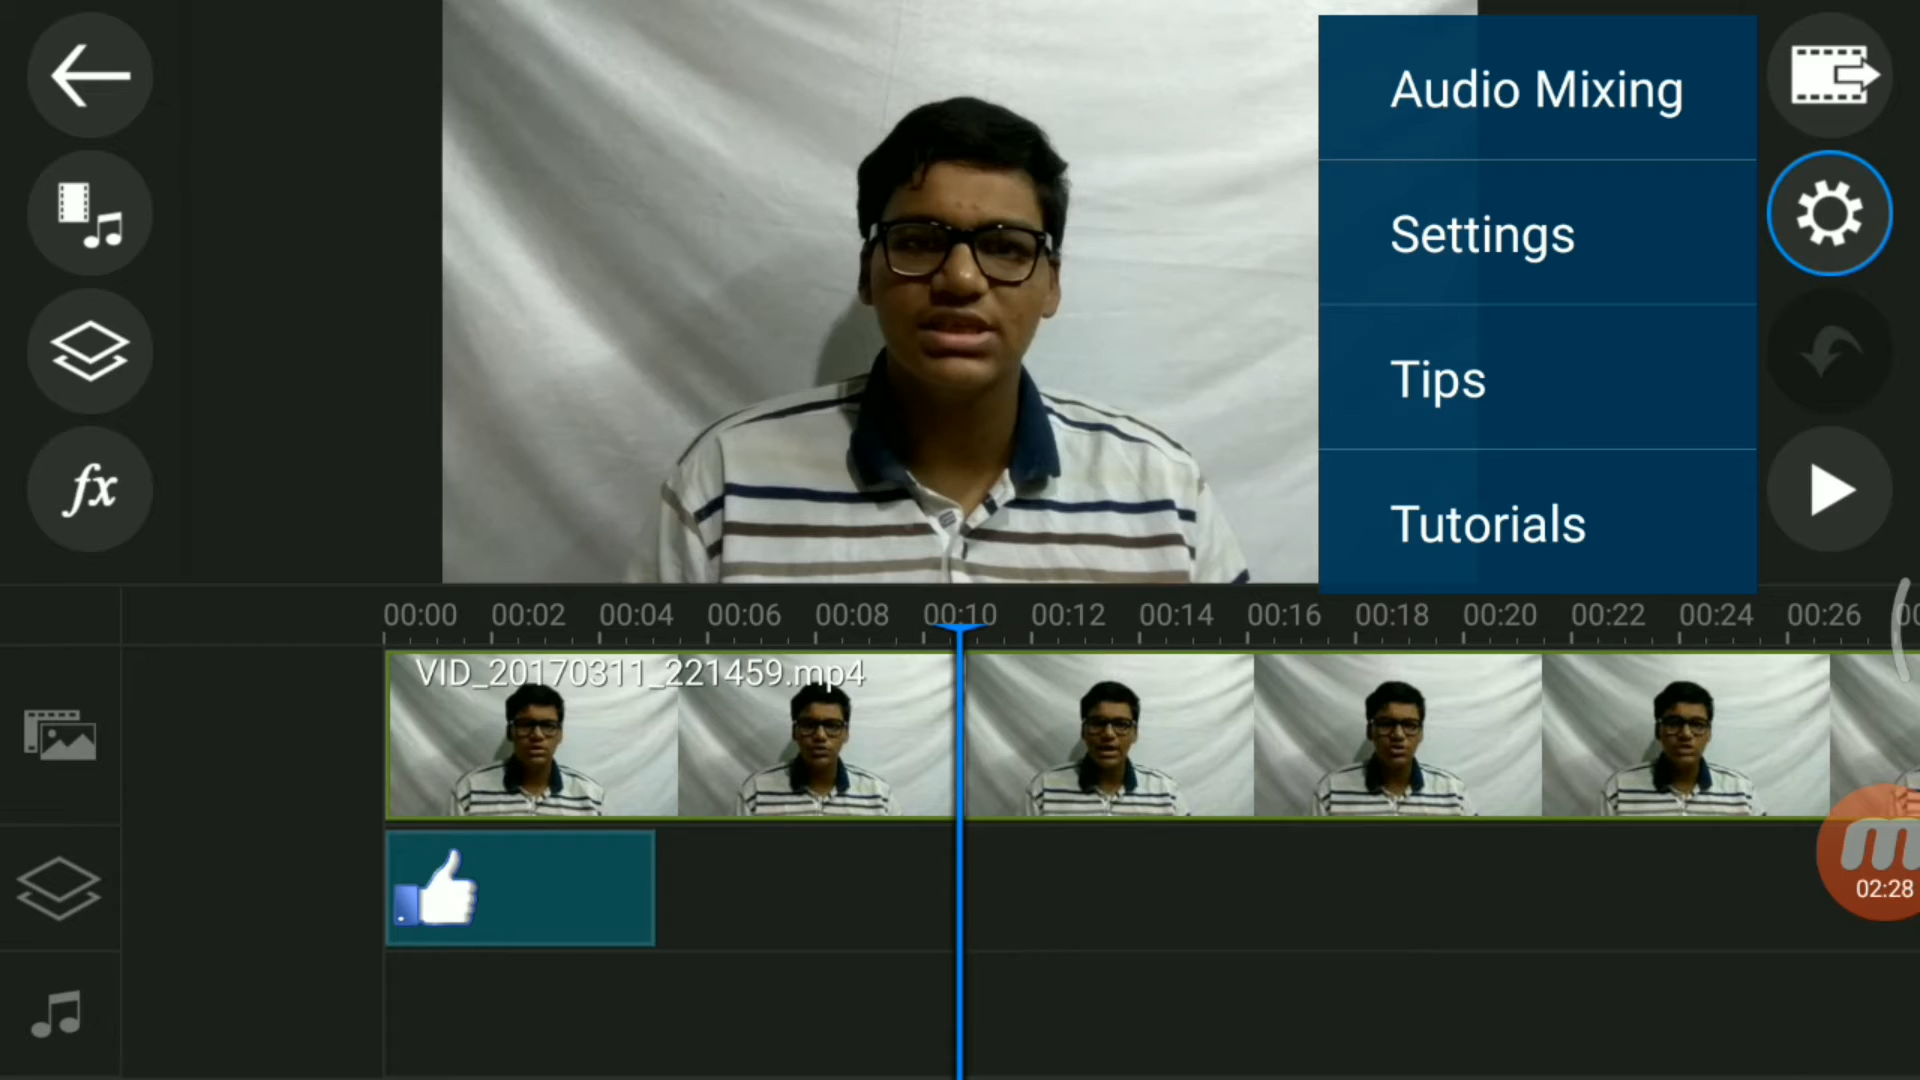 Audio Mixing
Settings
Tips
Tutorials
fx
00:00 00:02 00:04 00:06 00:08 00:10 00:12 00:14 00:16 00:18 00:20 00:22 00:24 00:26
VID_20170311_221459.mp4
02:28